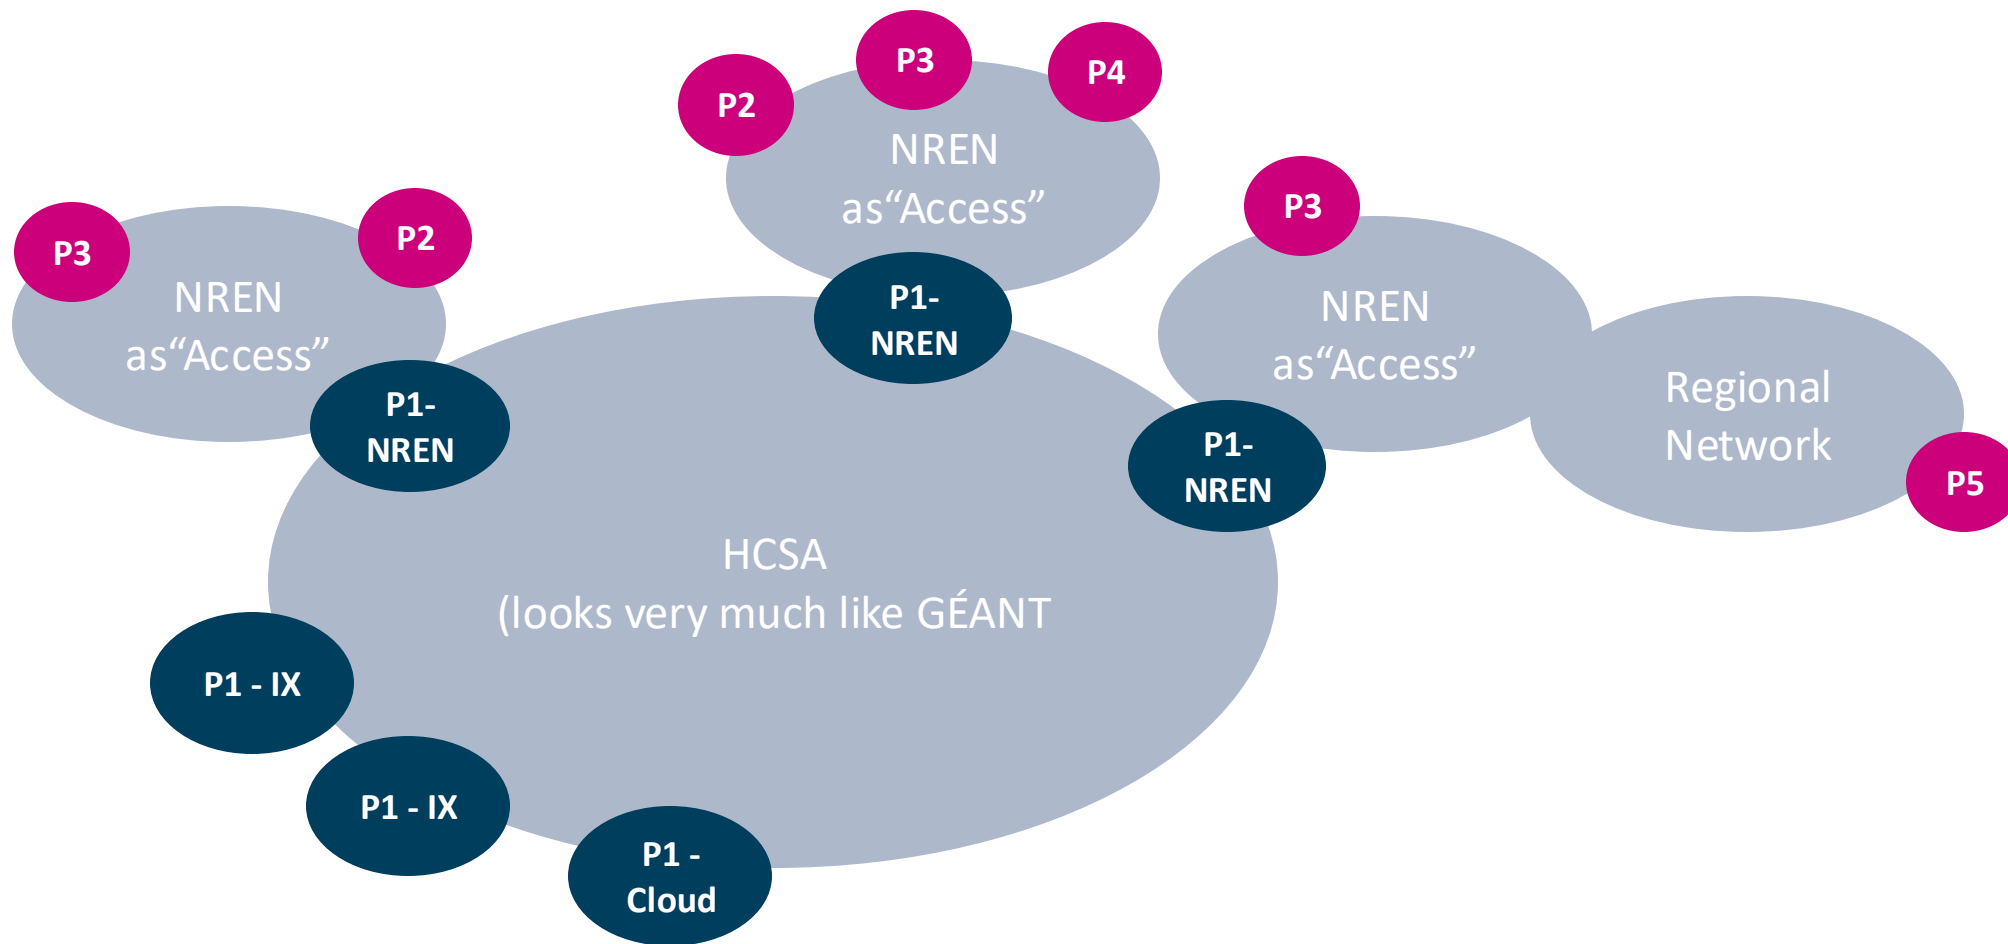 P3
P4
P2
NREN
as“Access”
P3
P2
P3
NREN
as“Access”
P1-
NREN
NREN
as“Access”
P1-
NREN
Regional
Network
P1-
NREN
P5
HCSA
(looks very much like GÉANT
P1 - IX
P1 - IX
P1 -
Cloud